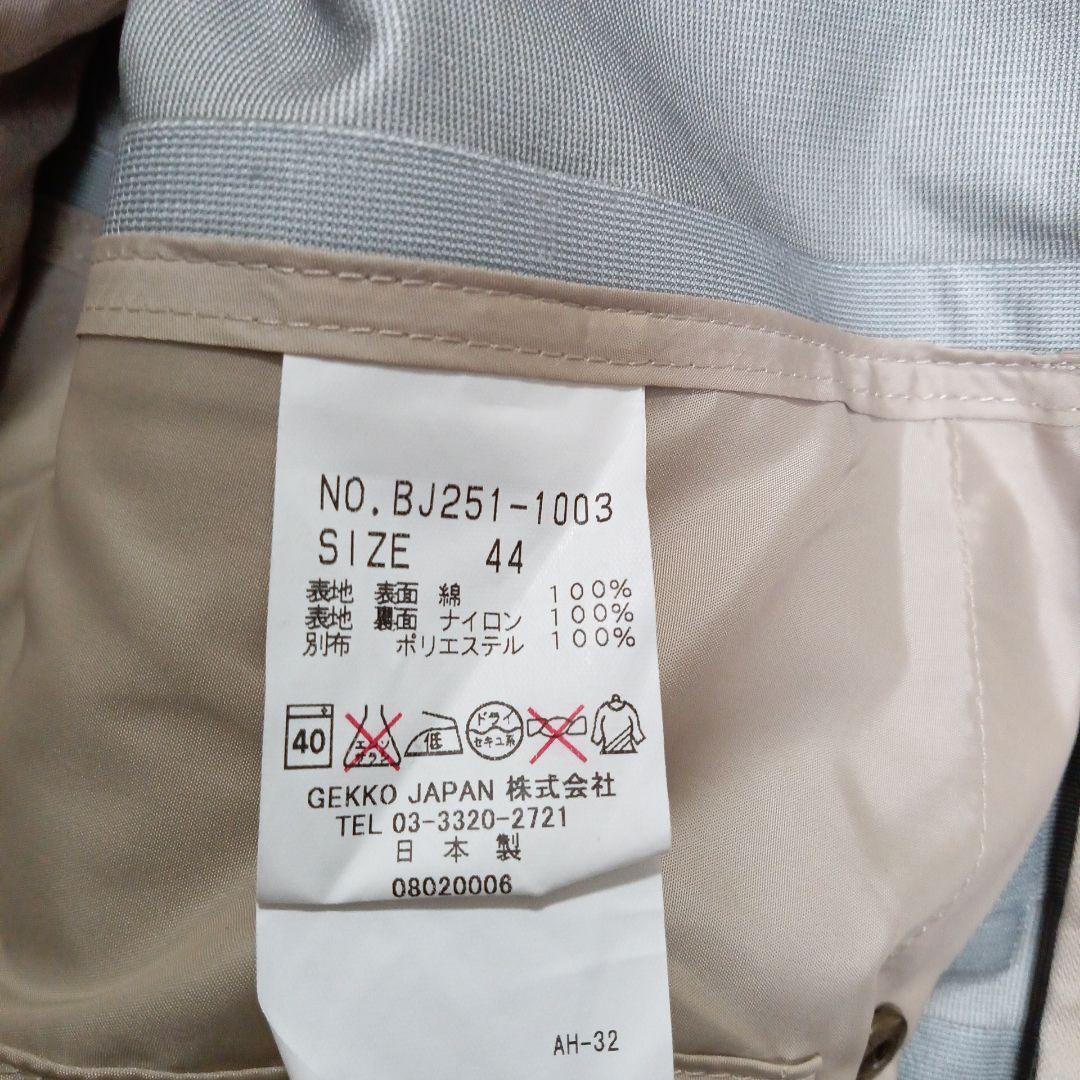 NO.BJ251-1003
SIZE 44
表地 表面 綿 100%
表地 裏面 ナイロン 100%
別布 ポリエステル 100%
40 エンソサラシ 低 ドライ セキユ系
GEKKO JAPAN 株式会社
TEL 03-3320-2721
日本製
08020006
AH-32